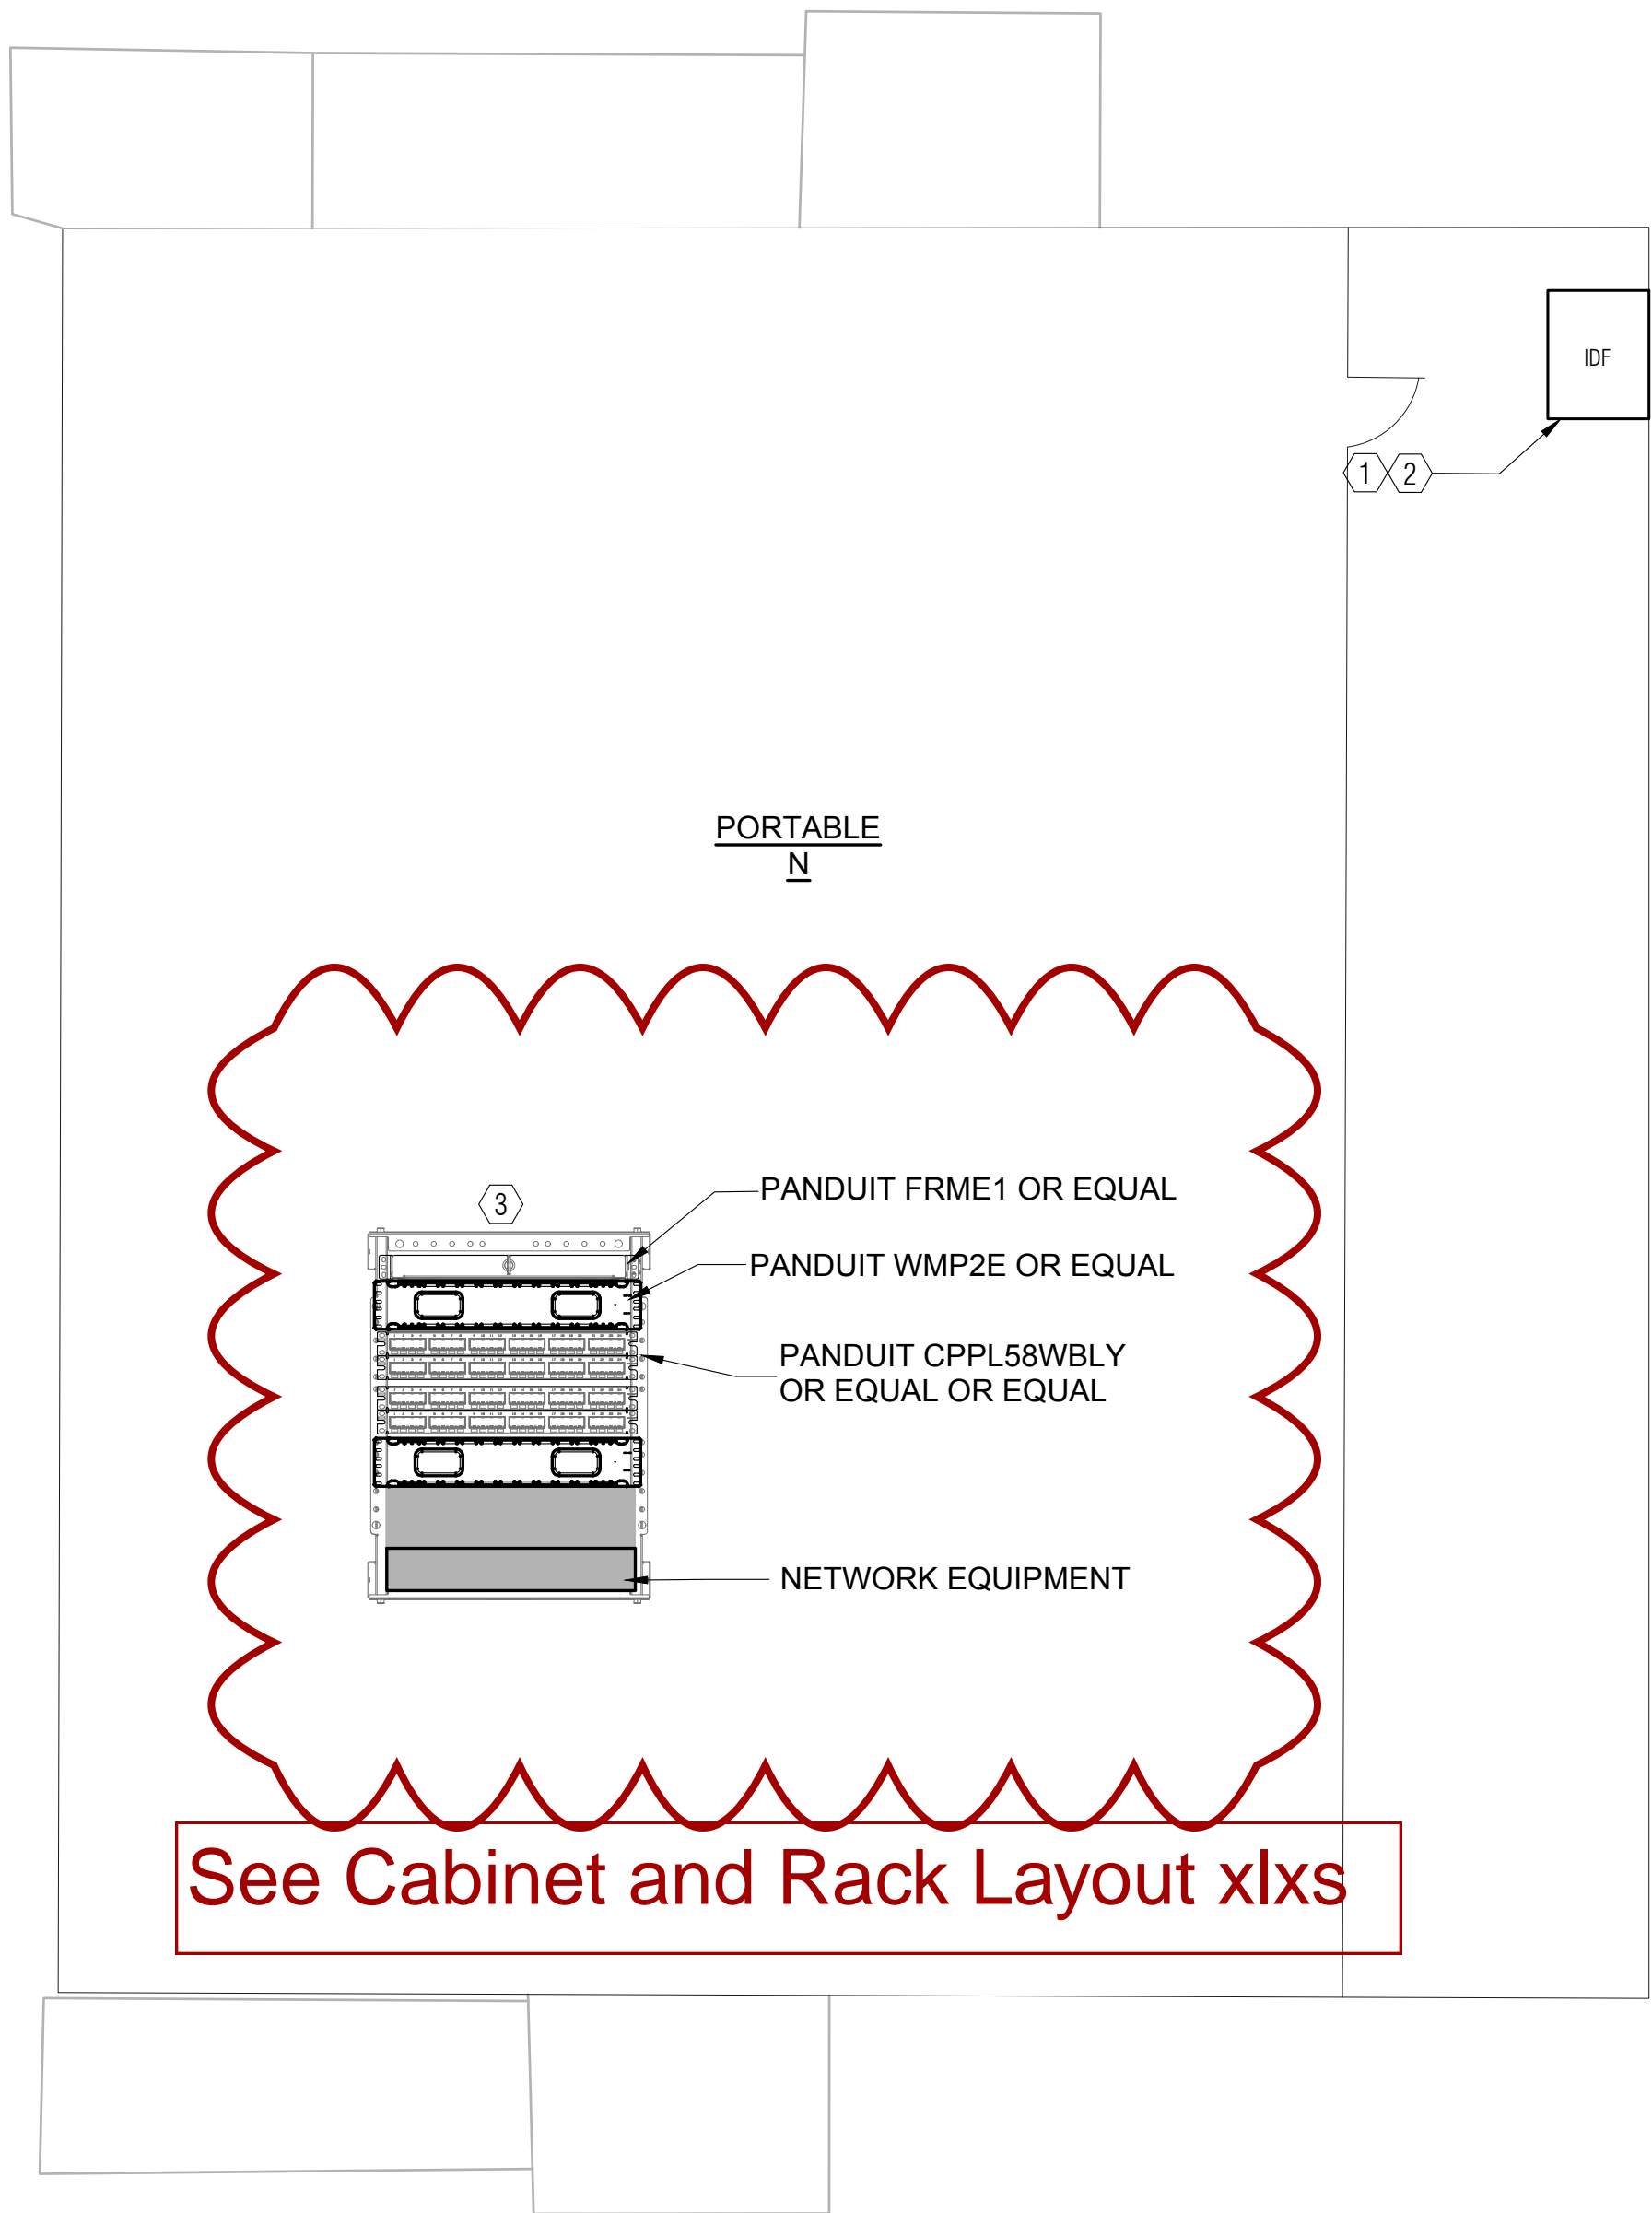 IDF
1 2
PORTABLE
N
3
PANDUIT FRME1 OR EQUAL
PANDUIT WMP2E OR EQUAL
PANDUIT CPPL58WBLY
OR EQUAL OR EQUAL
NETWORK EQUIPMENT
See Cabinet and Rack Layout xlxs